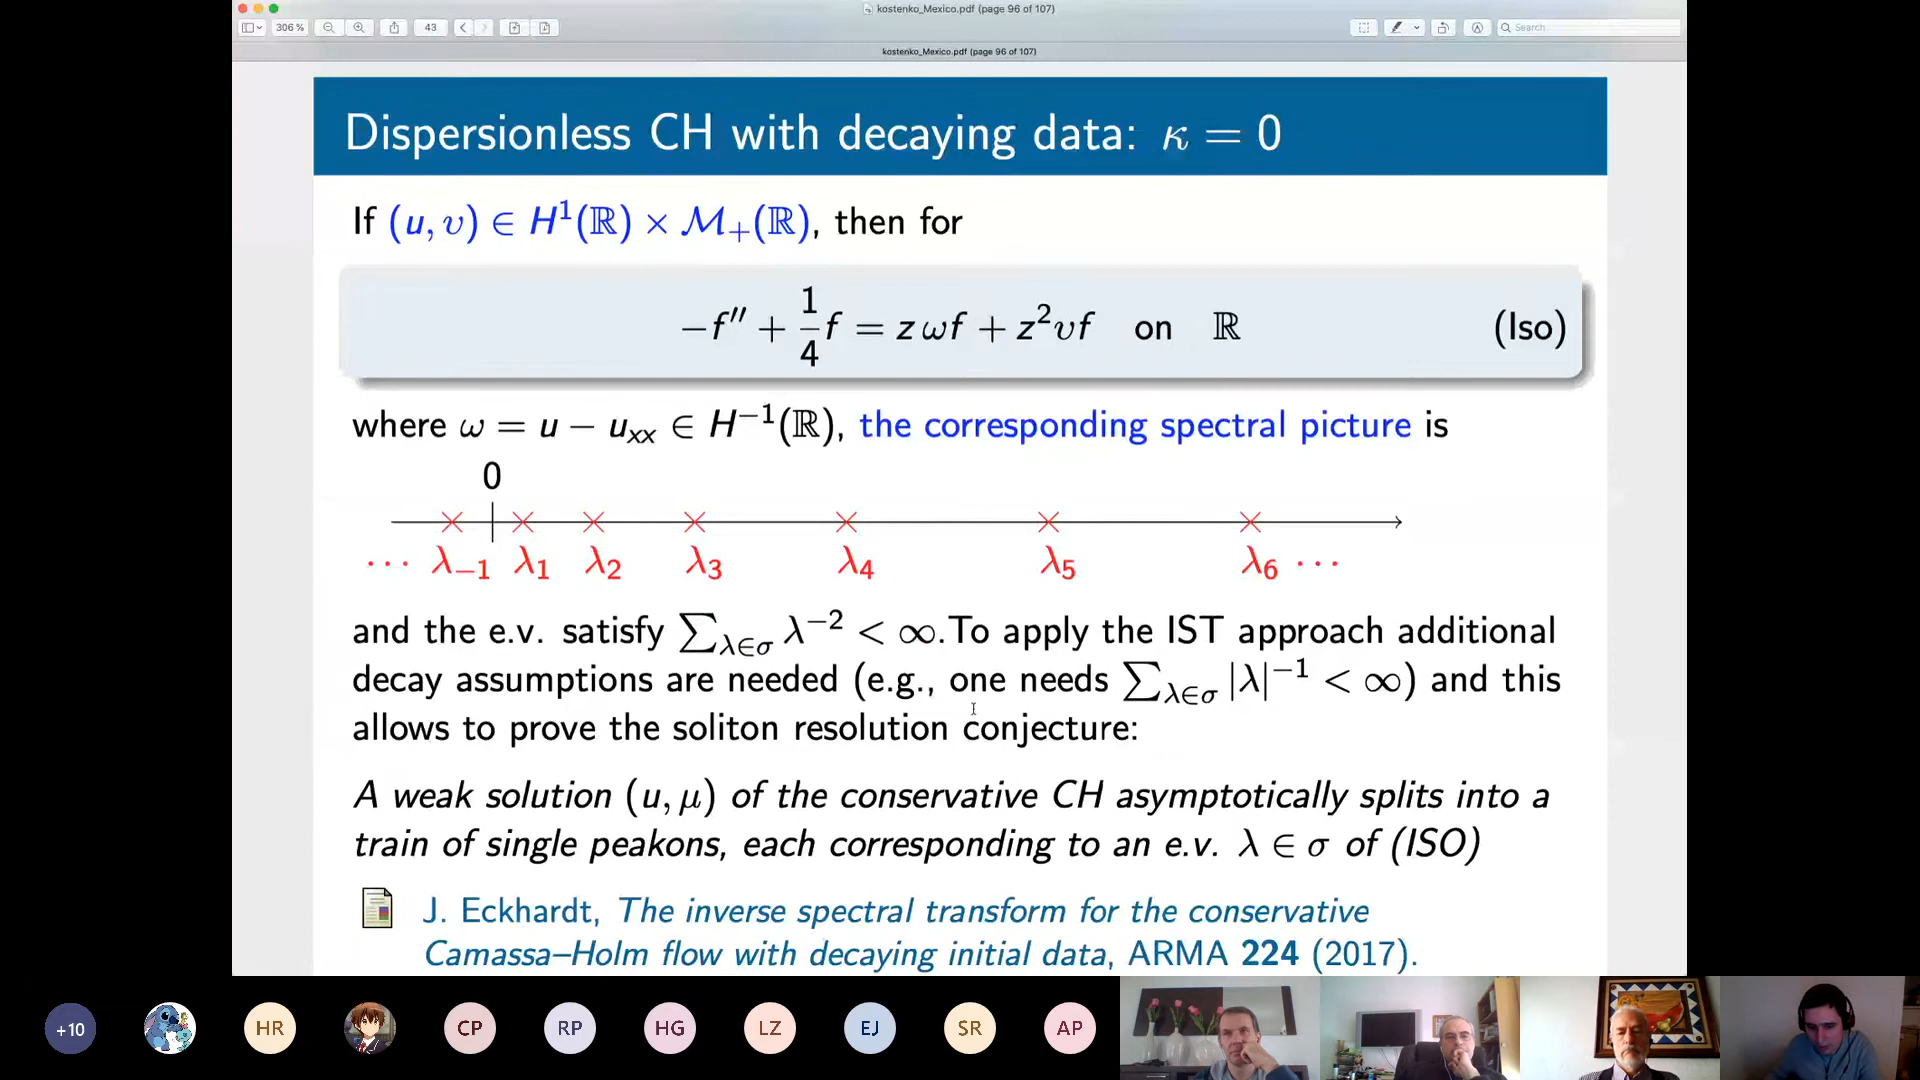 kostenko_Mexico.pdf (page 96 of 107)
306 %
43
Search
kostenko_Mexico.pdf (page 96 of 107)
Dispersionless CH with decaying data: κ = 0
If (u, υ) ∈ H¹(ℝ) × ℳ₊(ℝ), then for
−f″ + 1/4 f = z ωf + z²υf on ℝ (Iso)
where ω = u − uₓₓ ∈ H⁻¹(ℝ), the corresponding spectral picture is
0
··· λ₋₁ λ₁ λ₂ λ₃ λ₄ λ₅ λ₆ ···
and the e.v. satisfy ∑_{λ∈σ} λ⁻² < ∞.To apply the IST approach additional
decay assumptions are needed (e.g., one needs ∑_{λ∈σ} |λ|⁻¹ < ∞) and this
allows to prove the soliton resolution conjecture:
A weak solution (u, μ) of the conservative CH asymptotically splits into a
train of single peakons, each corresponding to an e.v. λ ∈ σ of (ISO)
J. Eckhardt, The inverse spectral transform for the conservative
Camassa–Holm flow with decaying initial data, ARMA 224 (2017).
+10 HR CP RP HG LZ EJ SR AP